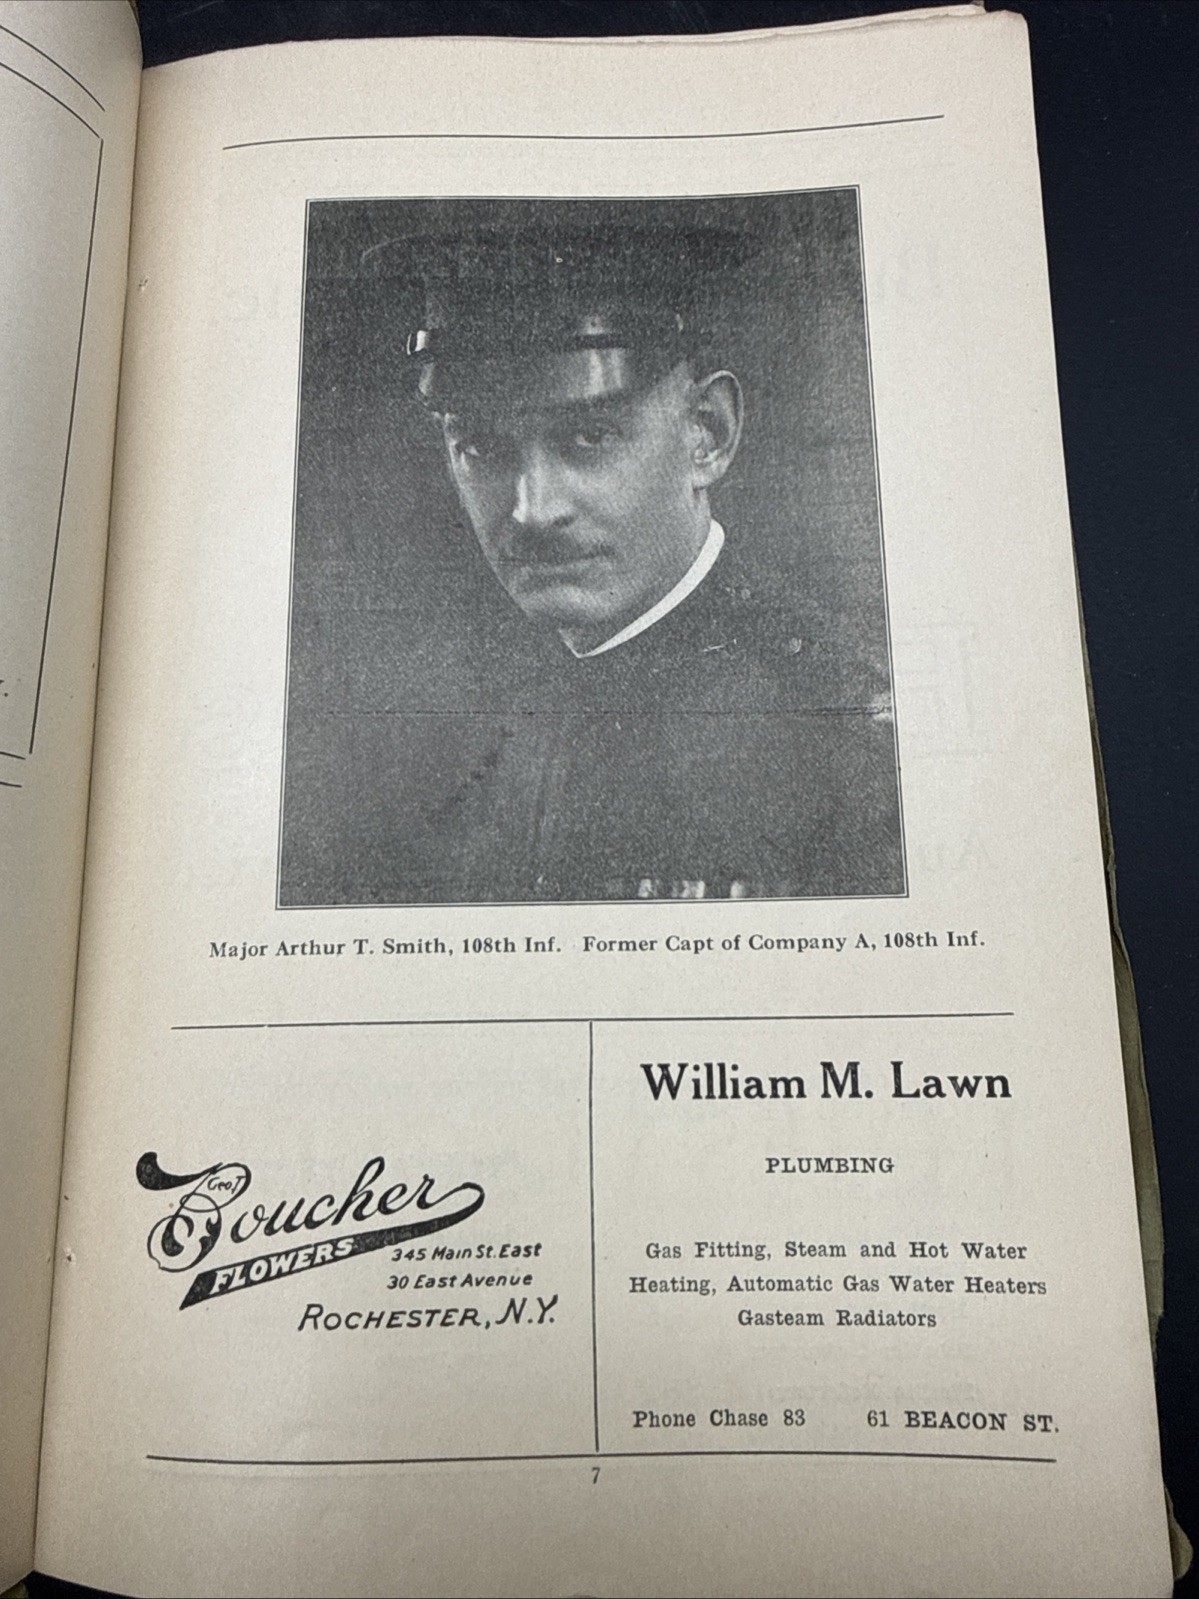 Major Arthur T. Smith, 108th Inf. Former Capt of Company A, 108th Inf.
Geo. T.
Boucher
FLOWERS
345 Main St. East
30 East Avenue
ROCHESTER, N.Y.
William M. Lawn
PLUMBING
Gas Fitting, Steam and Hot Water
Heating, Automatic Gas Water Heaters
Gasteam Radiators
Phone Chase 83 61 BEACON ST.
7